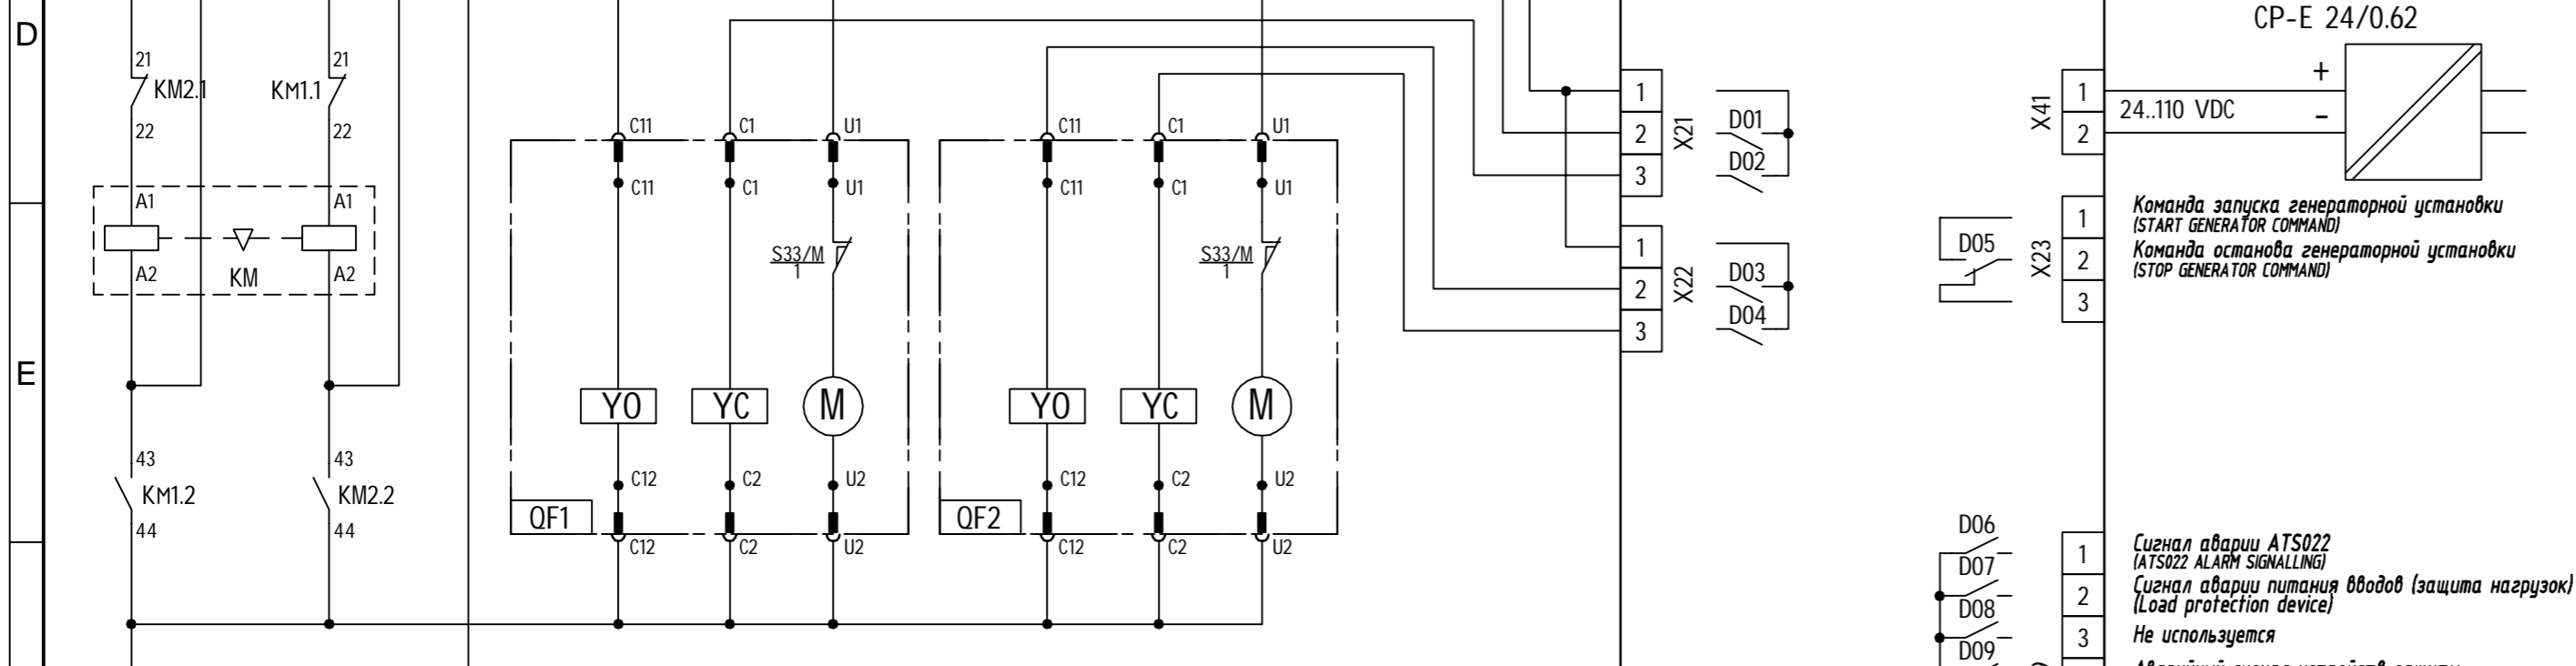 D
CP-E 24/0.62
21
KM2.1
22
21
KM1.1
22
A1
A2
KM
A1
A2
E
43
KM1.2
44
43
KM2.2
44
C11
C1
U1
C11
C1
U1
S33/M
1
YO
YC
M
C12
C2
U2
QF1
C12
C2
U2
C11
C1
U1
C11
C1
U1
S33/M
1
YO
YC
M
C12
C2
U2
QF2
C12
C2
U2
1
2
3
X21
D01
D02
1
2
3
X22
D03
D04
X41
1
2
24..110 VDC
+
-
D05
X23
1
2
3
Команда запуска генераторной установки
(START GENERATOR COMMAND)
Команда останова генераторной установки
(STOP GENERATOR COMMAND)
D06
D07
D08
D09
1
2
3
Сигнал аварии ATS022
(ATS022 ALARM SIGNALLING)
Сигнал аварии питания вводов (защита нагрузок)
(Load protection device)
Не используется